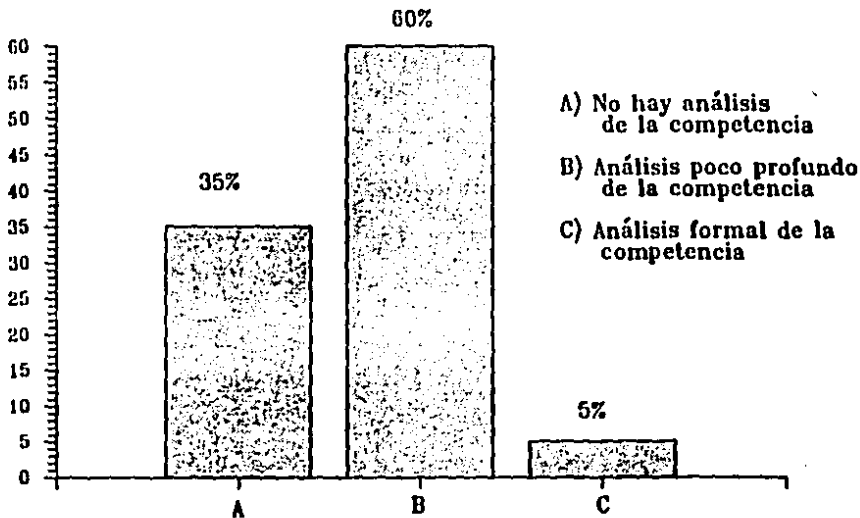 60%
60
55
50
45
40
35
30
25
20
15
10
5
0
35%
5%
A
B
C
A) No hay análisis
de la competencia
B) Análisis poco profundo
de la competencia
C) Análisis formal de la
competencia